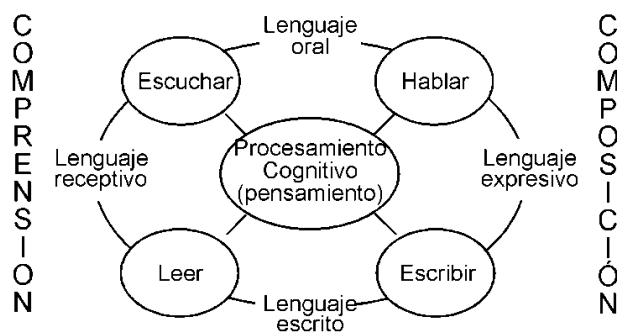 COMPRENSION
Lenguaje
oral
Escuchar
Hablar
Procesamiento
Cognitivo
(pensamiento)
Lenguaje
receptivo
Lenguaje
expresivo
Leer
Escribir
Lenguaje
escrito
COMPOSICIÓN